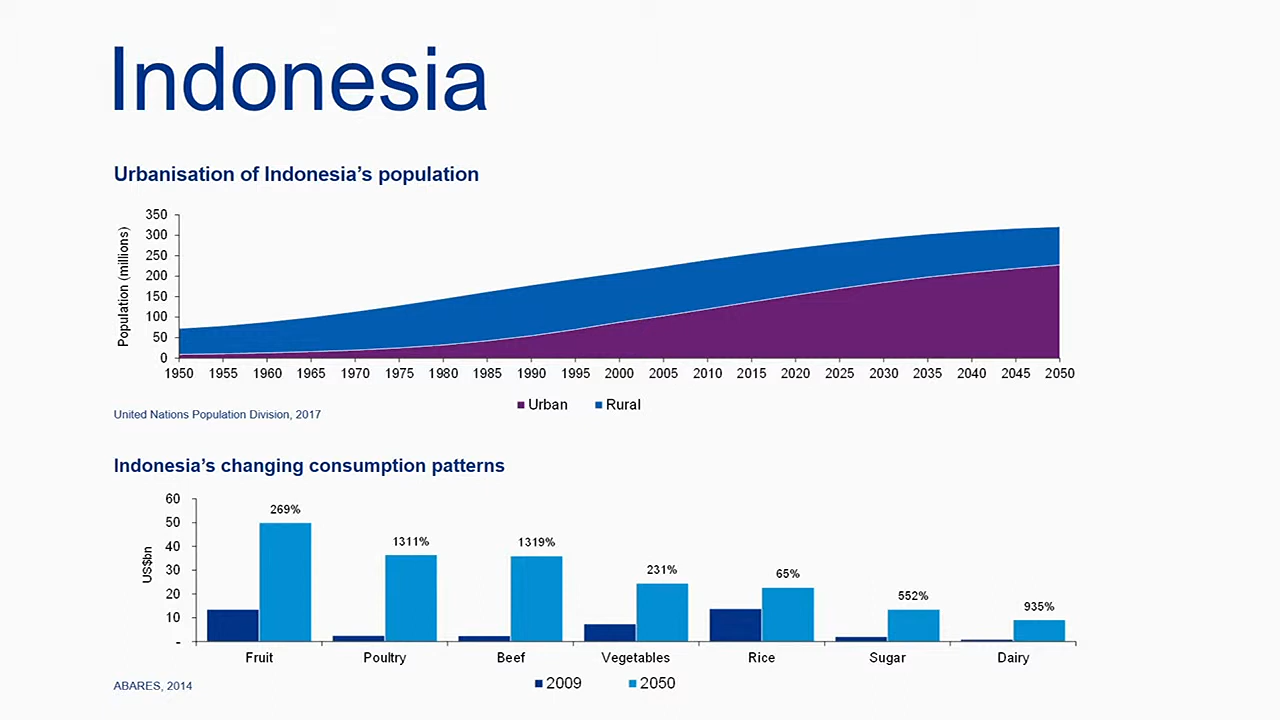 Indonesia
Urbanisation of Indonesia's population
Population (millions)
350
300
250
200
150
100
50
0
1950 1955 1960 1965 1970 1975 1980 1985 1990 1995 2000 2005 2010 2015 2020 2025 2030 2035 2040 2045 2050
Urban Rural
United Nations Population Division, 2017
Indonesia's changing consumption patterns
US$bn
60
50
40
30
20
10
-
269% 1311% 1319% 231% 65% 552% 935%
Fruit Poultry Beef Vegetables Rice Sugar Dairy
2009 2050
ABARES, 2014